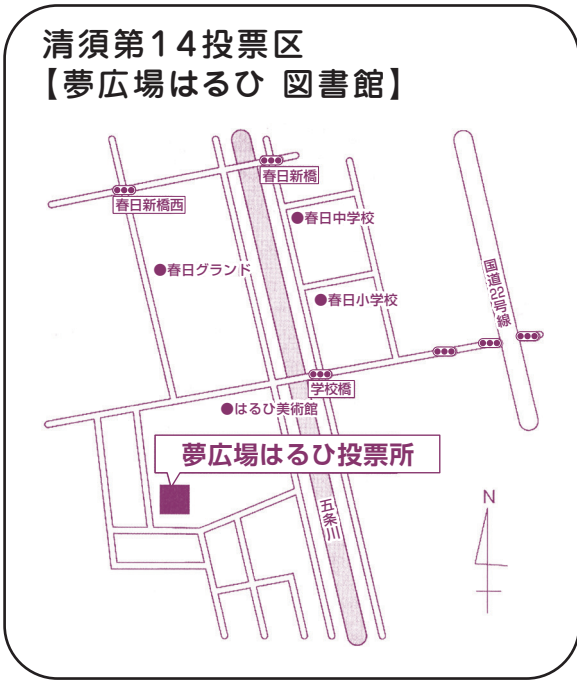 清須第14投票区
【夢広場はるひ 図書館】
春日新橋
春日新橋西
●春日中学校
●春日グランド
国道22号線
●春日小学校
学校橋
●はるひ美術館
夢広場はるひ投票所
五条川
N